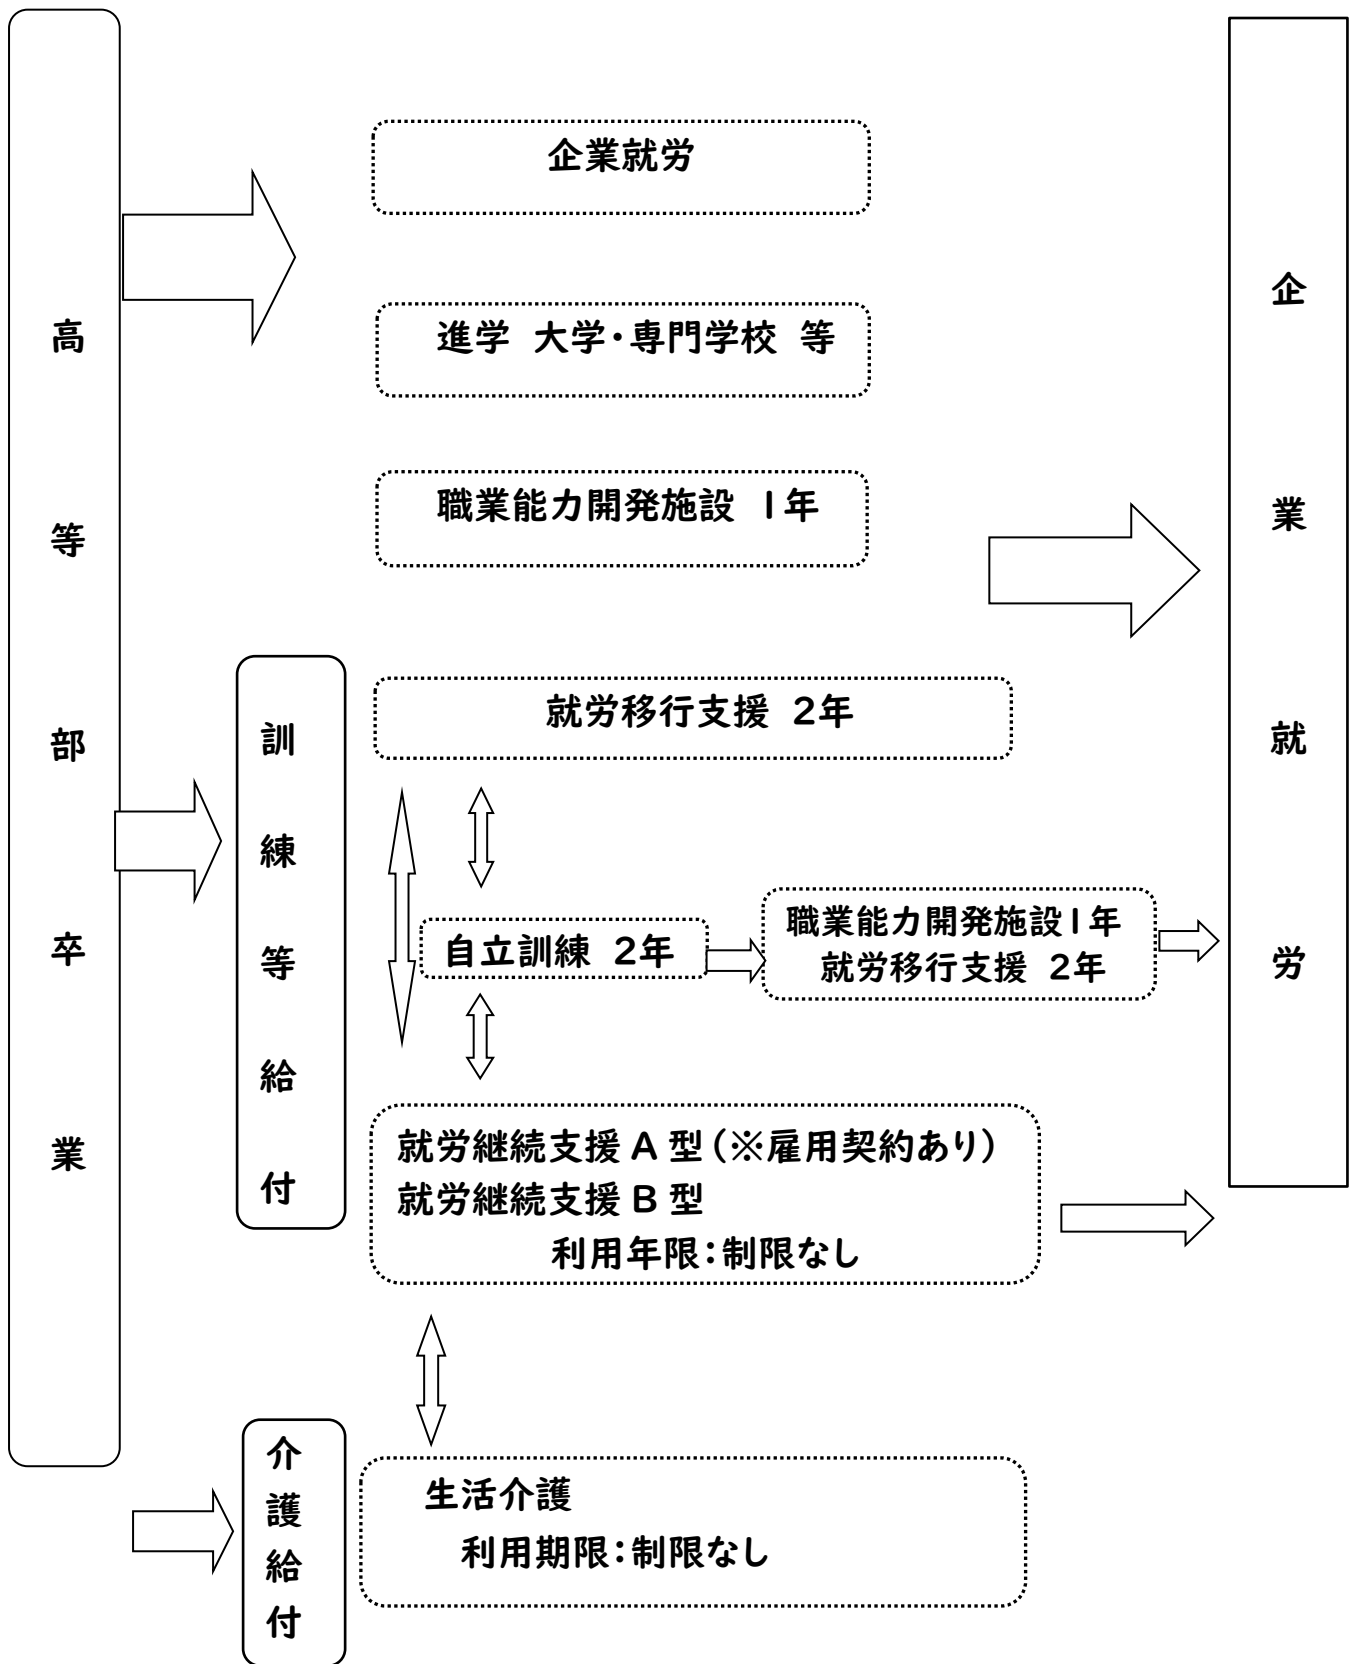 高等部卒業
企業就労
進学 大学・専門学校 等
職業能力開発施設 1年
訓練等給付
就労移行支援 2年
自立訓練 2年
職業能力開発施設1年
就労移行支援 2年
就労継続支援 A 型(※雇用契約あり)
就労継続支援 B 型
利用年限:制限なし
介護給付
生活介護
利用期限:制限なし
企業就労